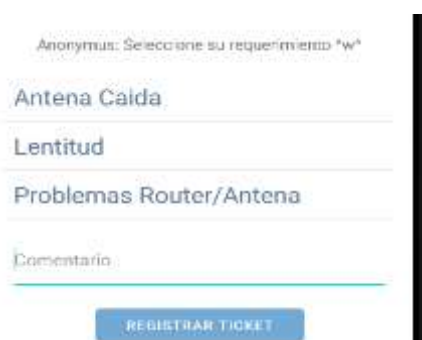 Anonymus: Seleccione su requerimiento "w"
Antena Caida
Lentitud
Problemas Router/Antena
Comentario
REGISTRAR TICKET